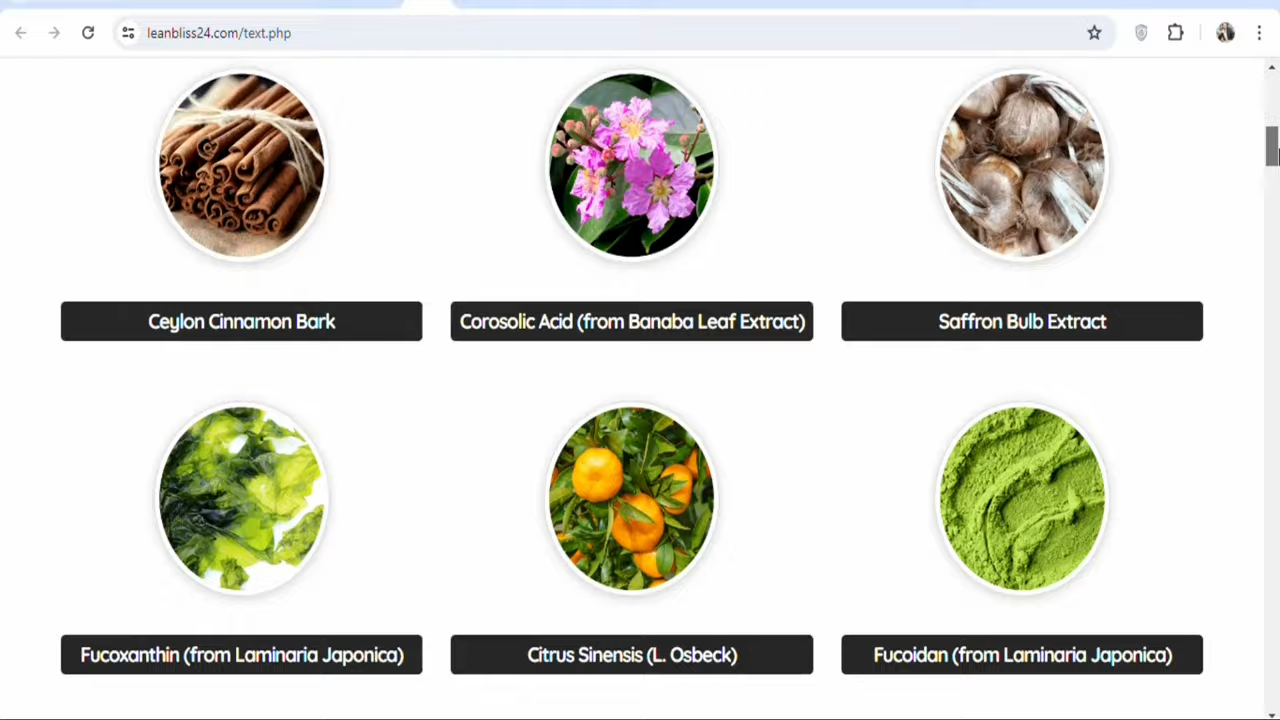 leanbliss24.com/text.php
Ceylon Cinnamon Bark
Corosolic Acid (from Banaba Leaf Extract)
Saffron Bulb Extract
Fucoxanthin (from Laminaria Japonica)
Citrus Sinensis (L. Osbeck)
Fucoidan (from Laminaria Japonica)